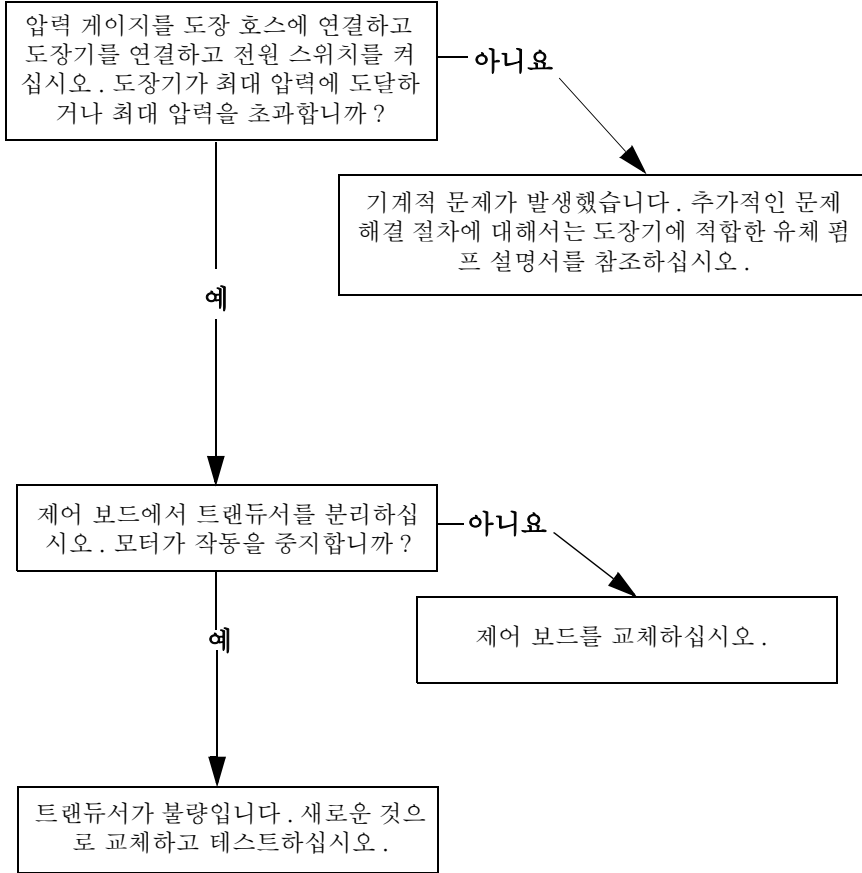 압력 게이지를 도장 호스에 연결하고
도장기를 연결하고 전원 스위치를 켜
십시오 . 도장기가 최대 압력에 도달하
거나 최대 압력을 초과합니까 ?
아니요
기계적 문제가 발생했습니다 . 추가적인 문제
해결 절차에 대해서는 도장기에 적합한 유체 펌
프 설명서를 참조하십시오 .
예
제어 보드에서 트랜듀서를 분리하십
시오 . 모터가 작동을 중지합니까 ?
아니요
제어 보드를 교체하십시오 .
예
트랜듀서가 불량입니다 . 새로운 것으
로 교체하고 테스트하십시오 .